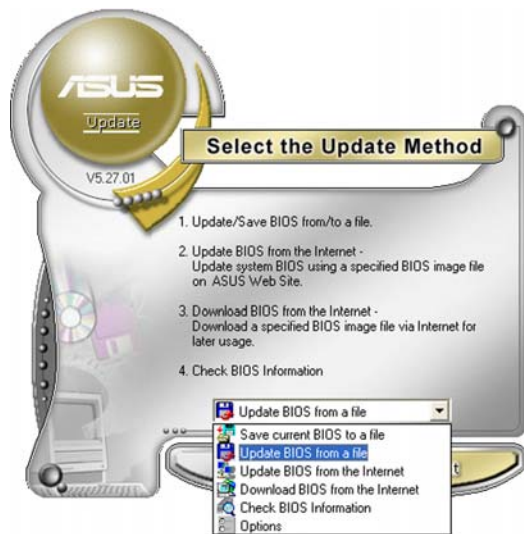 ASUS
Update
V5.27.01
Select the Update Method
1. Update/Save BIOS from/to a file.
2. Update BIOS from the Internet -
Update system BIOS using a specified BIOS image file
on ASUS Web Site.
3. Download BIOS from the Internet -
Download a specified BIOS image file via Internet for
later usage.
4. Check BIOS Information
Update BIOS from a file
Save current BIOS to a file
Update BIOS from a file
Update BIOS from the Internet
Download BIOS from the Internet
Check BIOS Information
Options